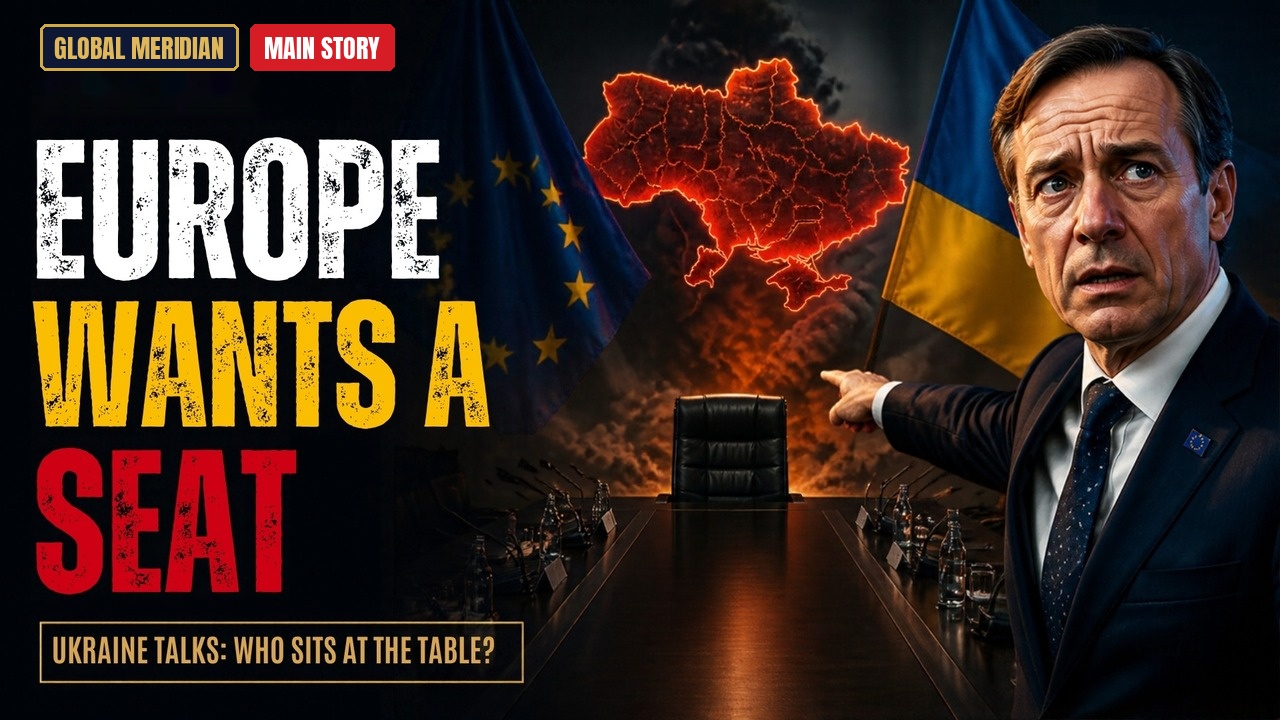 GLOBAL MERIDIAN
MAIN STORY
EUROPE
WANTS A
SEAT
UKRAINE TALKS: WHO SITS AT THE TABLE?